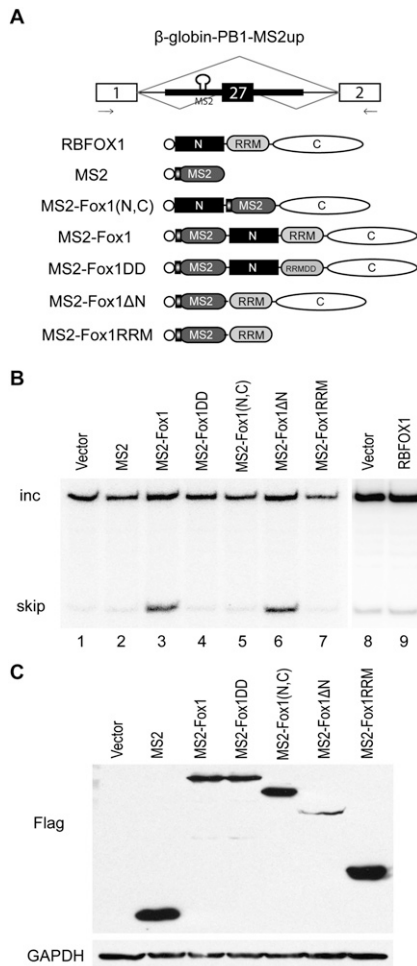 A
β-globin-PB1-MS2up
1 MS2 27 2
RBFOX1 N RRM C
MS2 MS2
MS2-Fox1(N,C) N MS2 C
MS2-Fox1 MS2 N RRM C
MS2-Fox1DD MS2 N RRMDD C
MS2-Fox1ΔN MS2 RRM C
MS2-Fox1RRM MS2 RRM
B
Vector MS2 MS2-Fox1 MS2-Fox1DD MS2-Fox1(N,C) MS2-Fox1ΔN MS2-Fox1RRM Vector RBFOX1
inc
skip
1 2 3 4 5 6 7 8 9
C
Vector MS2 MS2-Fox1 MS2-Fox1DD MS2-Fox1(N,C) MS2-Fox1ΔN MS2-Fox1RRM
Flag
GAPDH